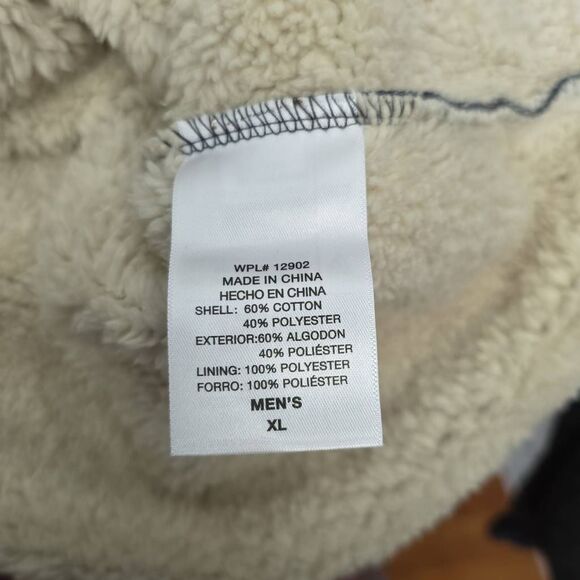 WPL# 12902
MADE IN CHINA
HECHO EN CHINA
SHELL: 60% COTTON
40% POLYESTER
EXTERIOR:60% ALGODON
40% POLIÉSTER
LINING: 100% POLYESTER
FORRO: 100% POLIÉSTER
MEN'S
XL